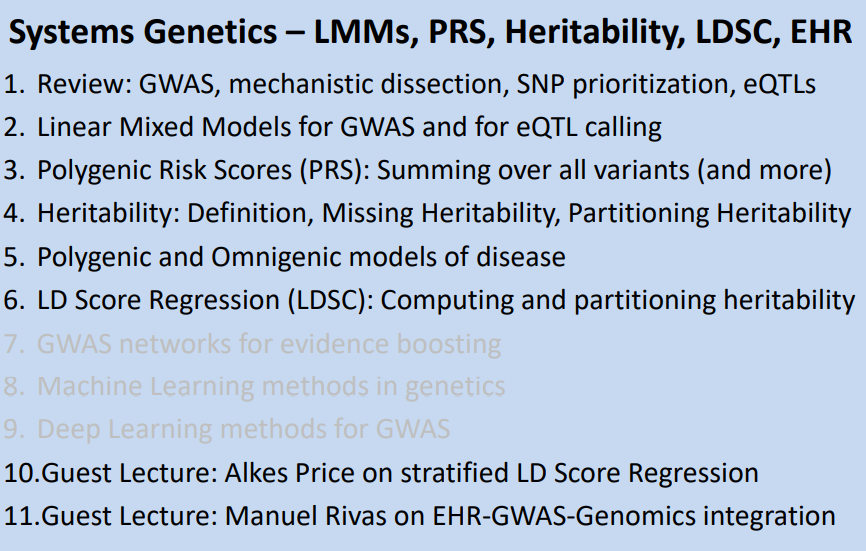 Systems Genetics – LMMs, PRS, Heritability, LDSC, EHR
1. Review: GWAS, mechanistic dissection, SNP prioritization, eQTLs
2. Linear Mixed Models for GWAS and for eQTL calling
3. Polygenic Risk Scores (PRS): Summing over all variants (and more)
4. Heritability: Definition, Missing Heritability, Partitioning Heritability
5. Polygenic and Omnigenic models of disease
6. LD Score Regression (LDSC): Computing and partitioning heritability
7. GWAS networks for evidence boosting
8. Machine Learning methods in genetics
9. Deep Learning methods for GWAS
10.Guest Lecture: Alkes Price on stratified LD Score Regression
11.Guest Lecture: Manuel Rivas on EHR-GWAS-Genomics integration